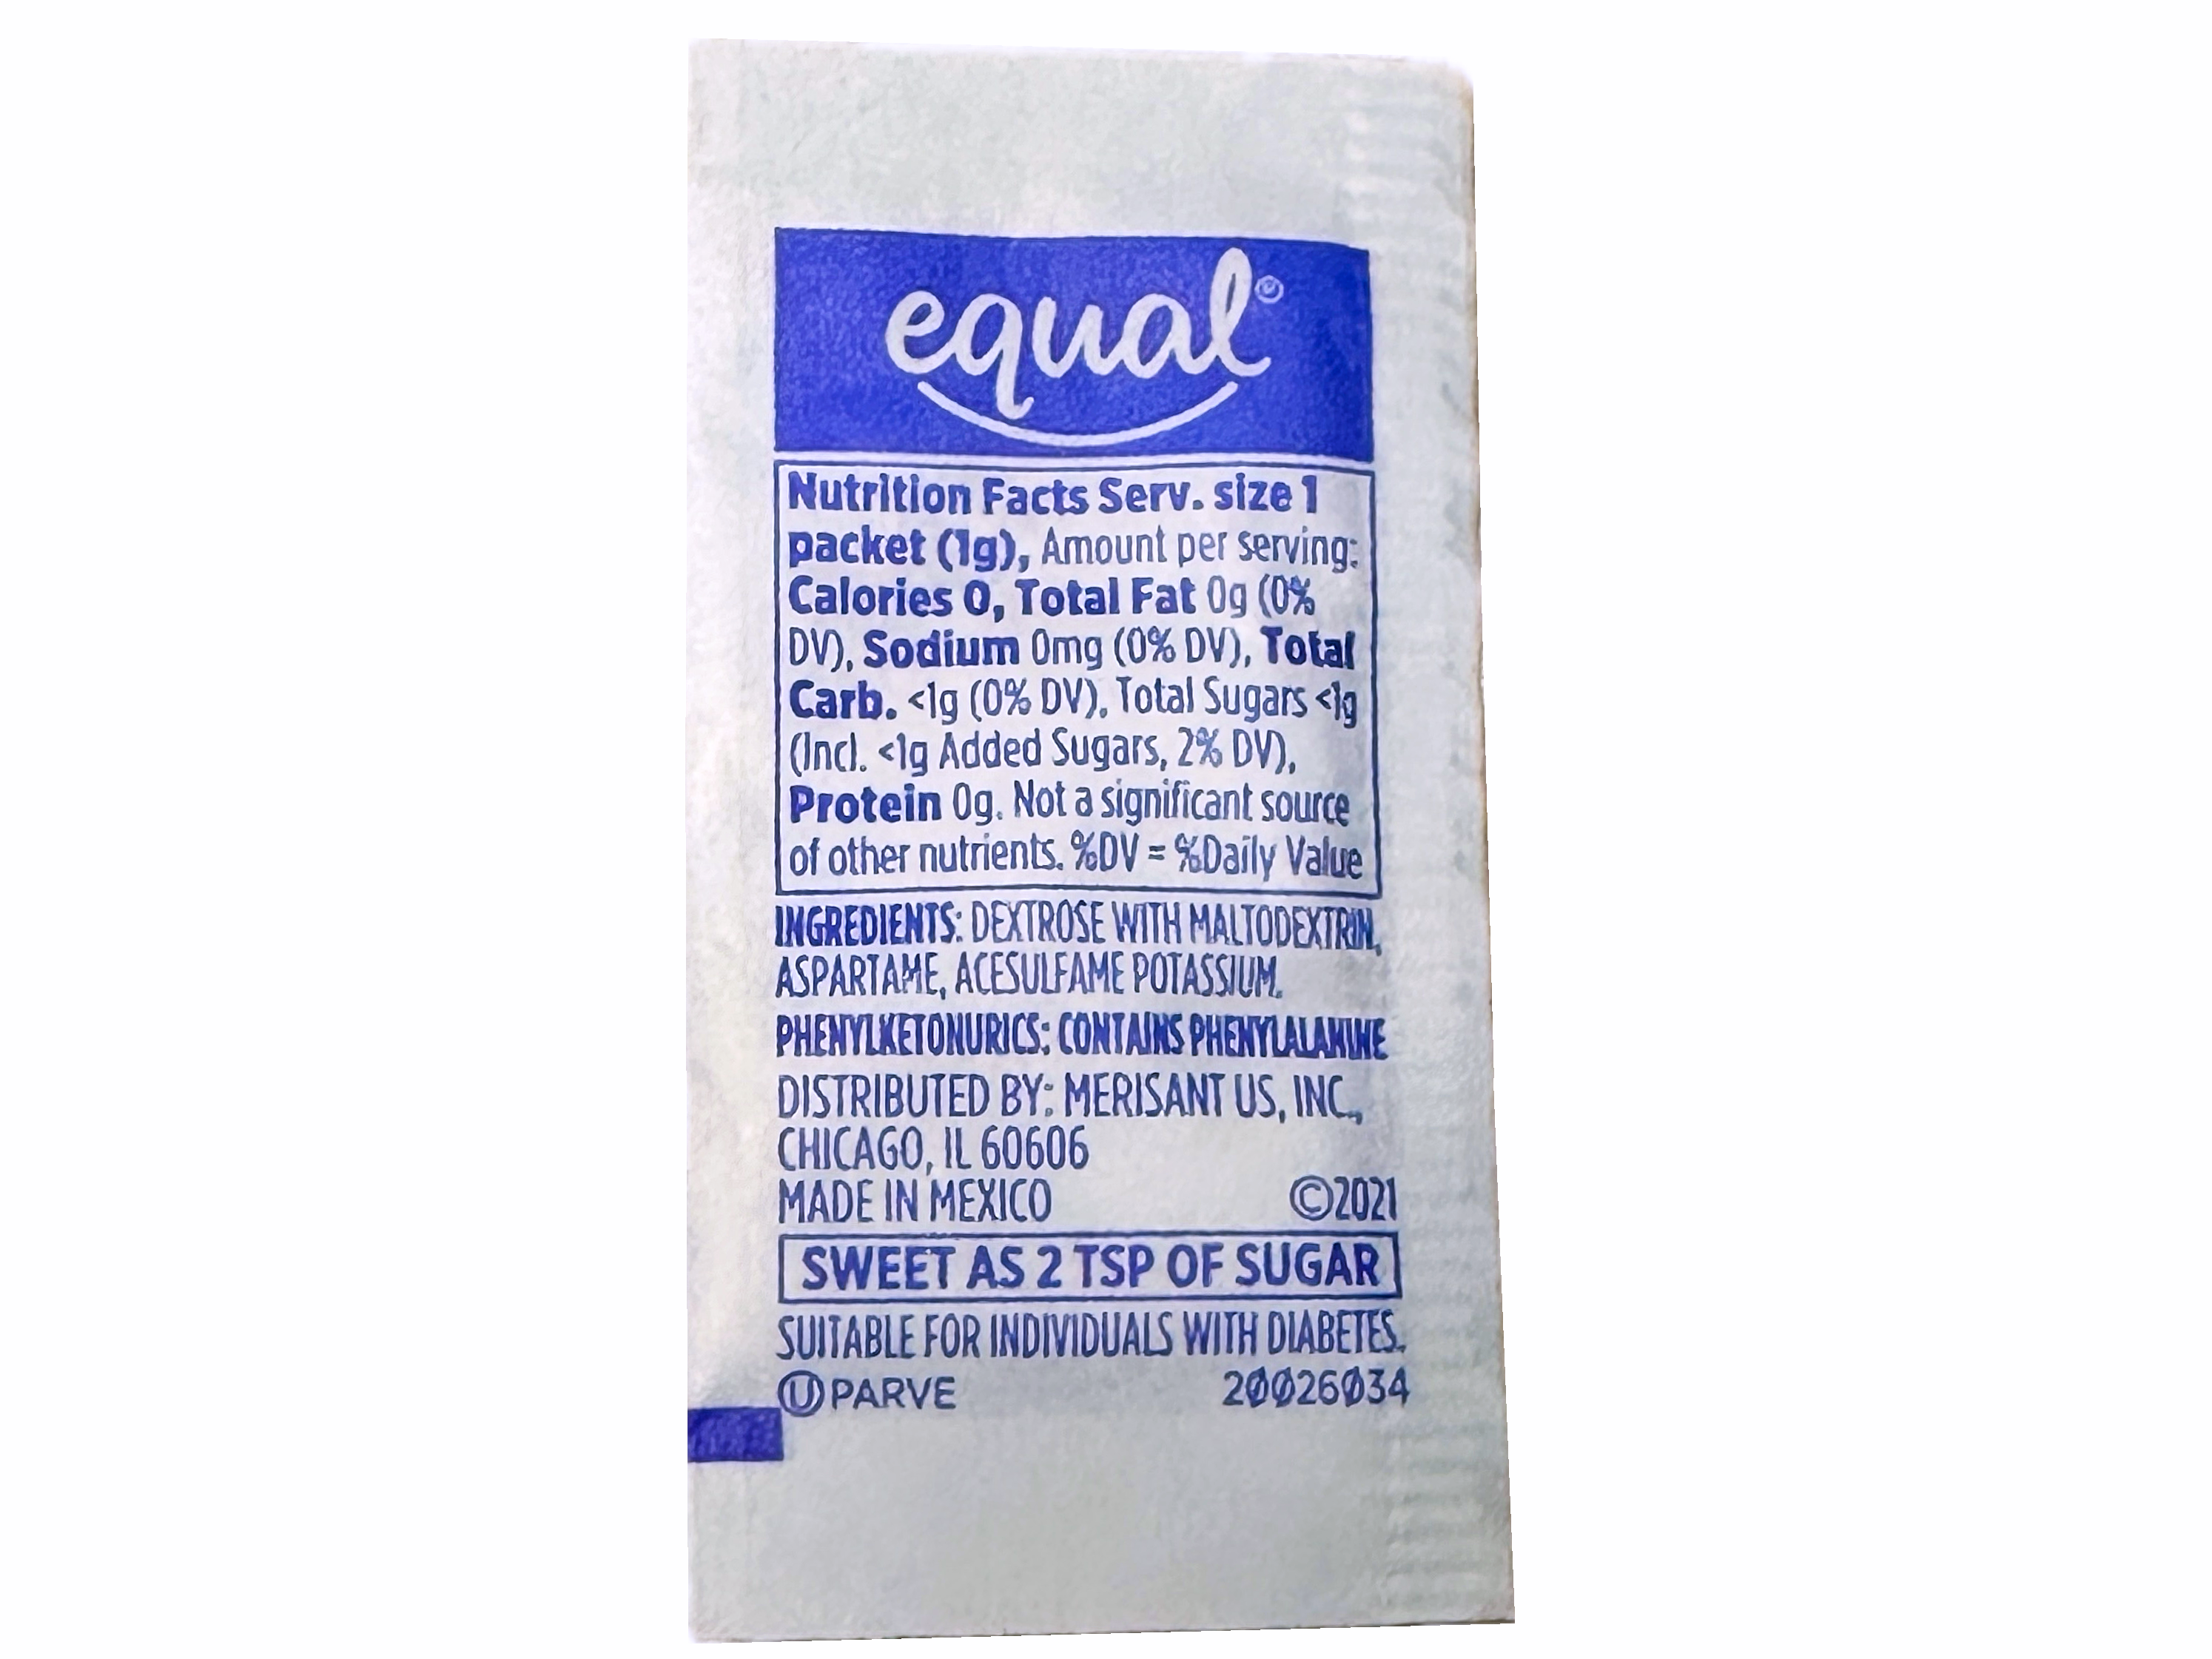 equal®
Nutrition Facts Serv. size 1
packet (1g), Amount per serving:
Calories 0, Total Fat 0g (0%
DV), Sodium 0mg (0% DV), Total
Carb. <1g (0% DV), Total Sugars <1g
(Incl. <1g Added Sugars, 2% DV),
Protein 0g. Not a significant source
of other nutrients. %DV = %Daily Value
INGREDIENTS: DEXTROSE WITH MALTODEXTRIN,
ASPARTAME, ACESULFAME POTASSIUM.
PHENYLKETONURICS: CONTAINS PHENYLALANINE
DISTRIBUTED BY: MERISANT US, INC.,
CHICAGO, IL 60606
MADE IN MEXICO ©2021
SWEET AS 2 TSP OF SUGAR
SUITABLE FOR INDIVIDUALS WITH DIABETES.
Ⓤ PARVE 20026034